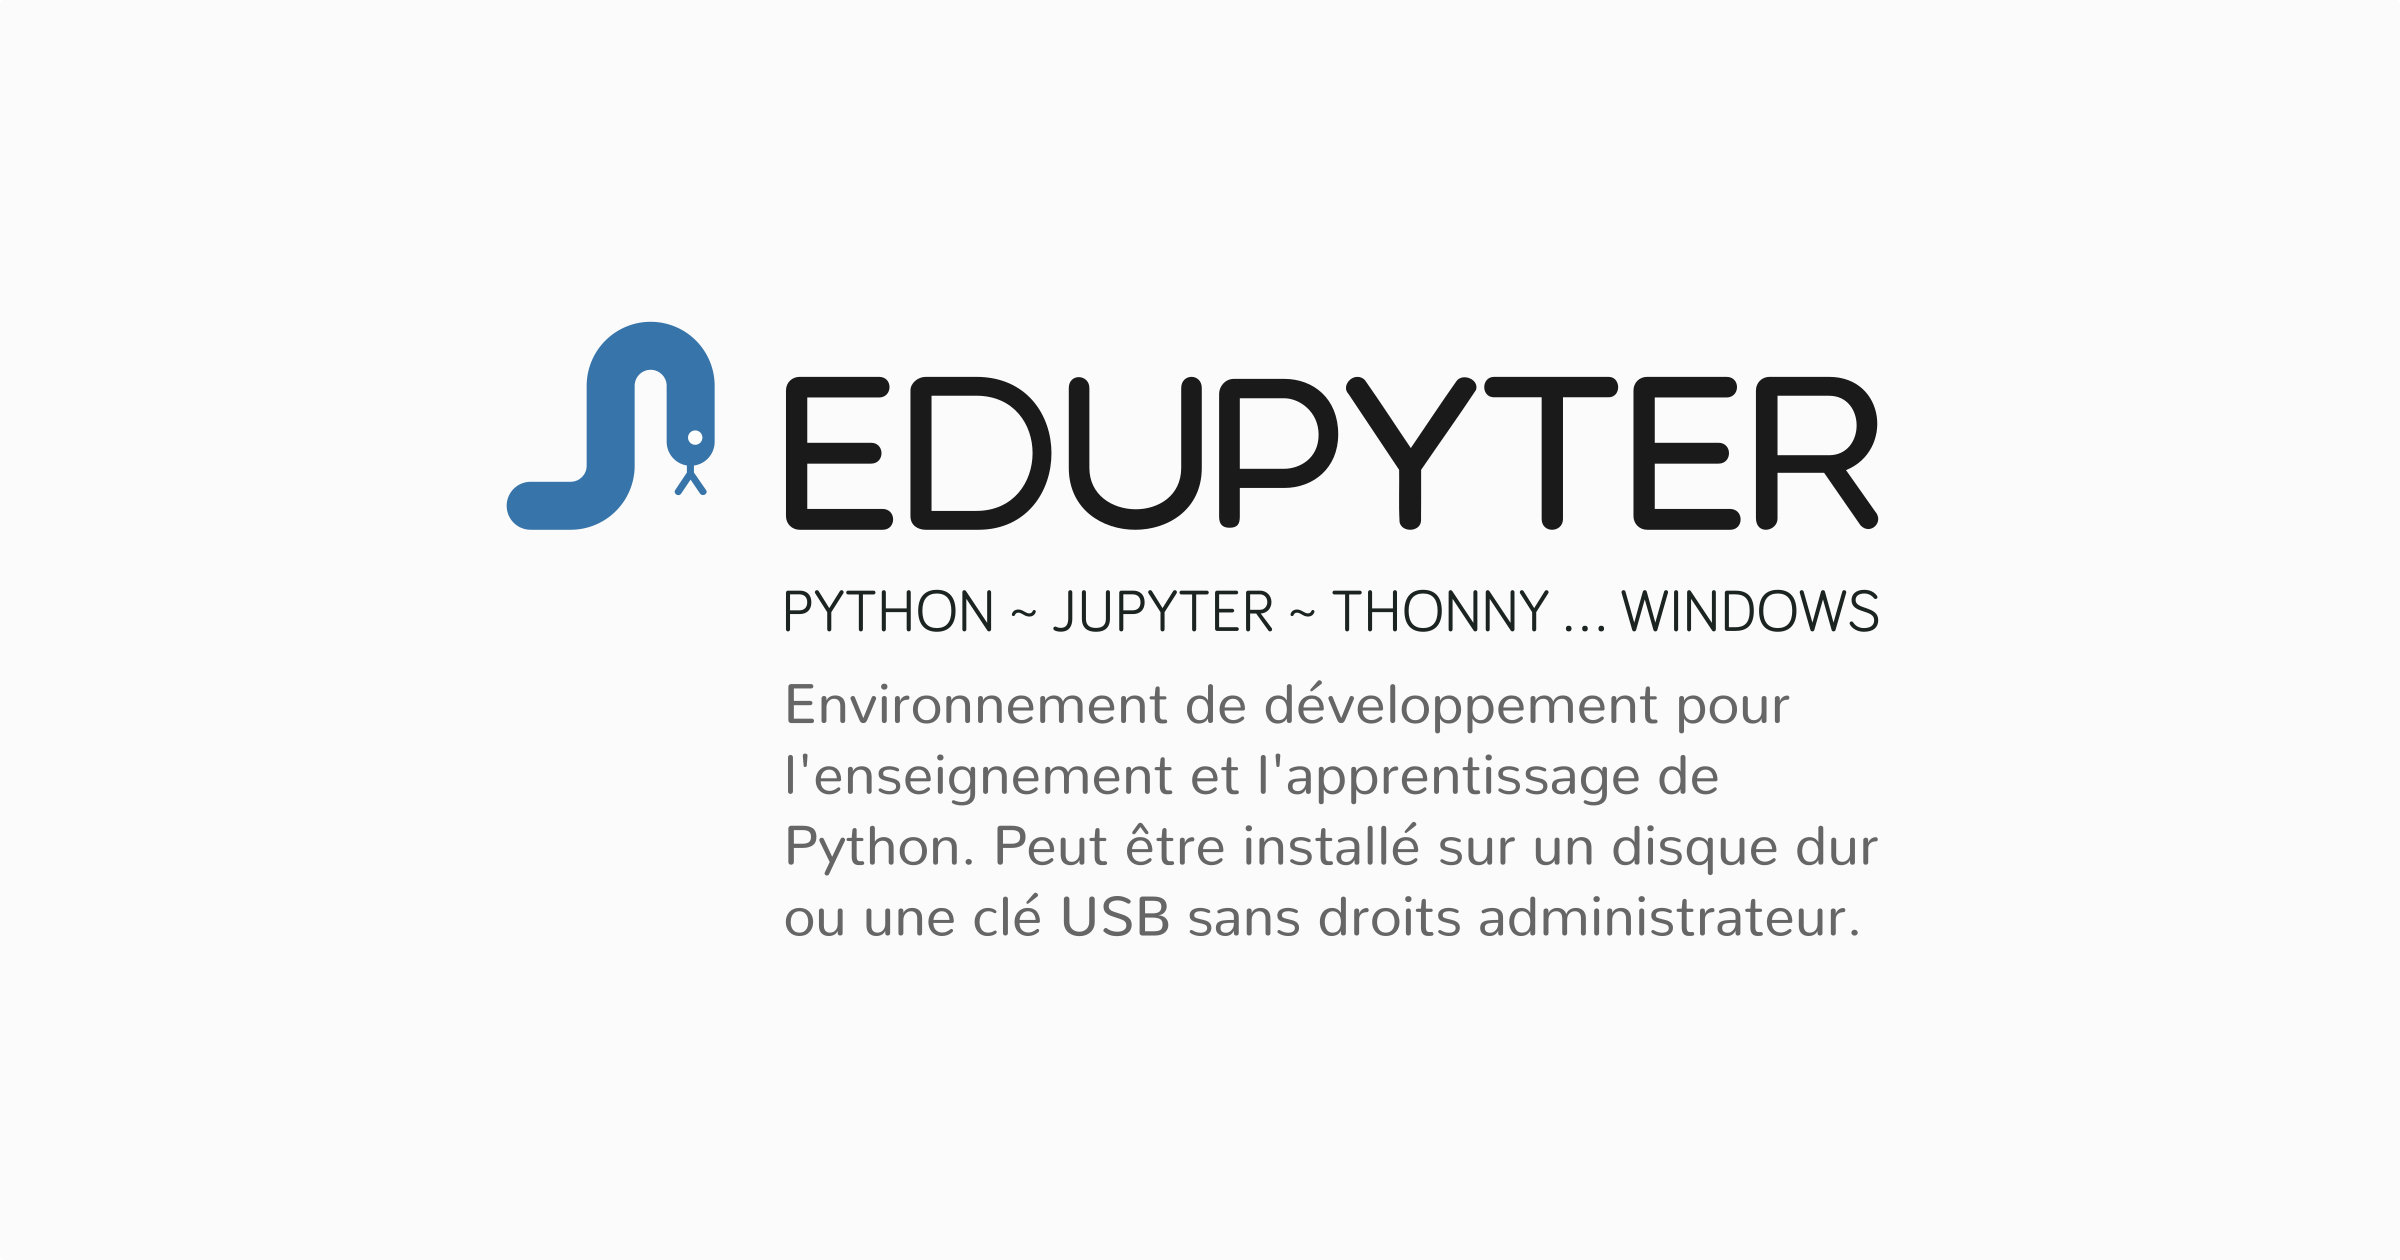 EDUPYTER
PYTHON ~ JUPYTER ~ THONNY ... WINDOWS
Environnement de développement pour
l'enseignement et l'apprentissage de
Python. Peut être installé sur un disque dur
ou une clé USB sans droits administrateur.